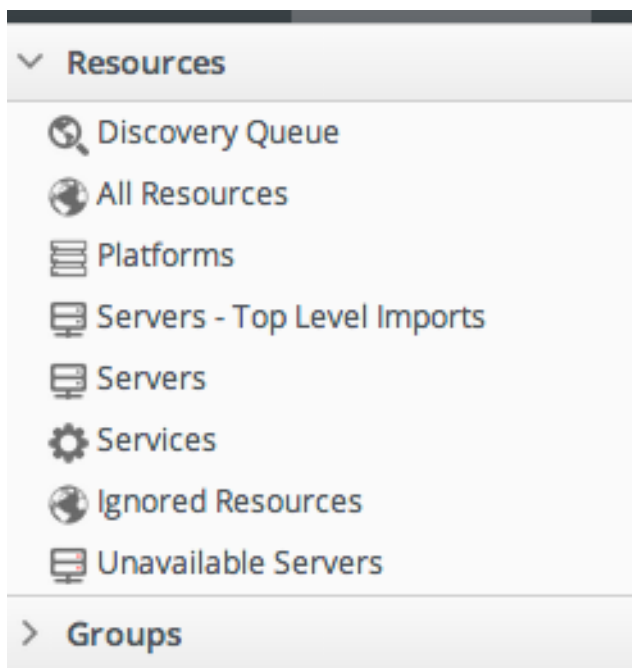 Resources
Discovery Queue
All Resources
Platforms
Servers - Top Level Imports
Servers
Services
Ignored Resources
Unavailable Servers
Groups